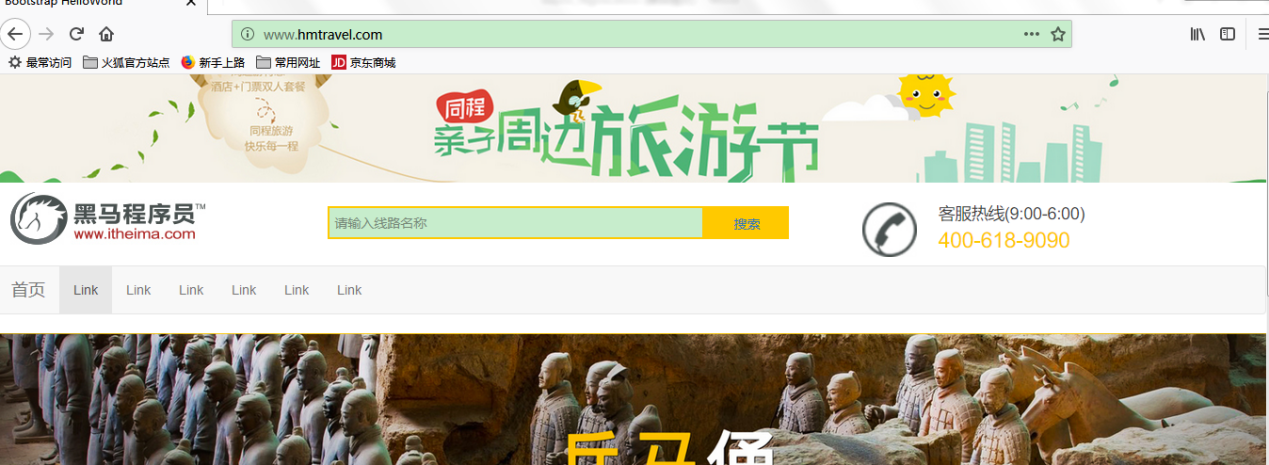 Bootstrap HelloWorld
www.hmtravel.com
最常访问 火狐官方站点 新手上路 常用网址 JD 京东商城
酒店+门票双人套餐
同程旅游
快乐每一程
同程
亲子周边旅游节
黑马程序员™
www.itheima.com
请输入线路名称 搜索
客服热线(9:00-6:00)
400-618-9090
首页 Link Link Link Link Link Link
兵马俑